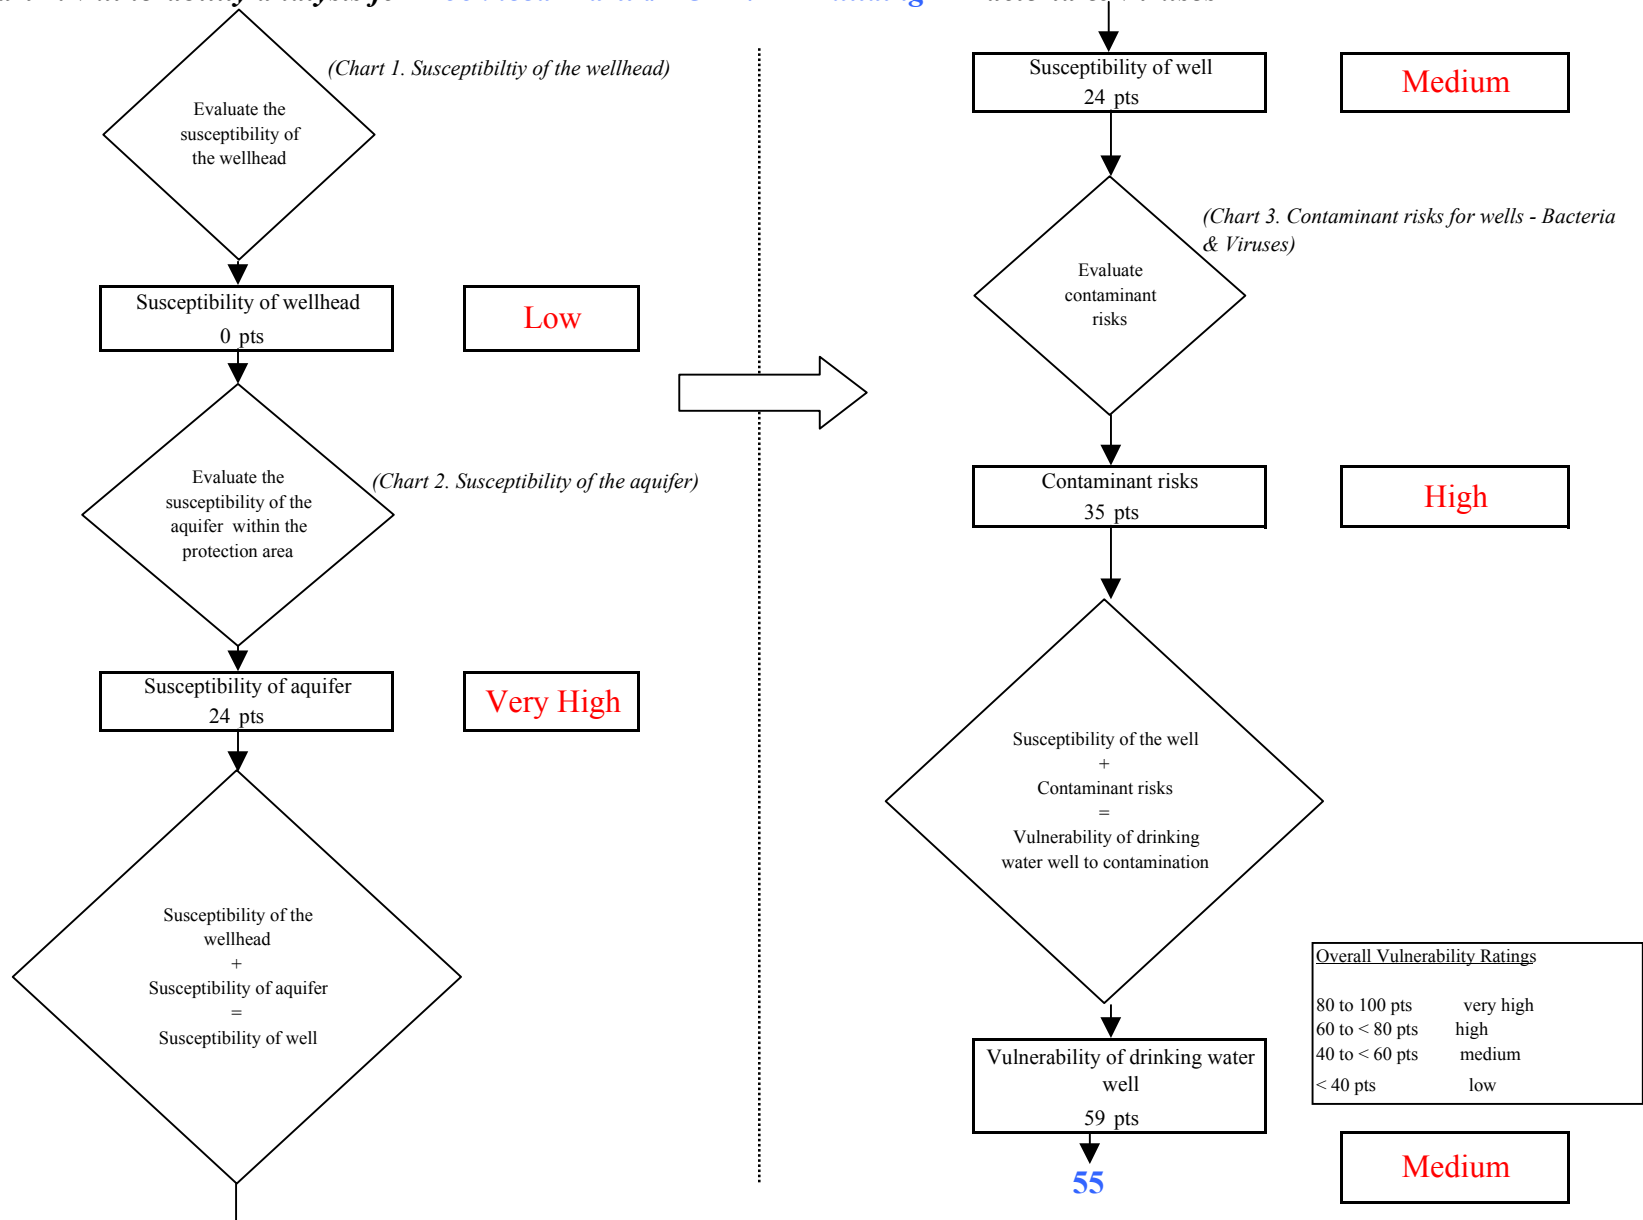 (Chart 1. Susceptibiltiy of the wellhead)
Evaluate the
susceptibility of
the wellhead
Susceptibility of wellhead
0 pts
Low
Evaluate the
susceptibility of the
aquifer within the
protection area
(Chart 2. Susceptibility of the aquifer)
Susceptibility of aquifer
24 pts
Very High
Susceptibility of the
wellhead
+
Susceptibility of aquifer
=
Susceptibility of well
Susceptibility of well
24 pts
Medium
(Chart 3. Contaminant risks for wells - Bacteria
& Viruses)
Evaluate
contaminant
risks
Contaminant risks
35 pts
High
Susceptibility of the well
+
Contaminant risks
=
Vulnerability of drinking
water well to contamination
Overall Vulnerability Ratings
80 to 100 pts very high
60 to < 80 pts high
40 to < 60 pts medium
< 40 pts low
Vulnerability of drinking water
well
59 pts
55
Medium